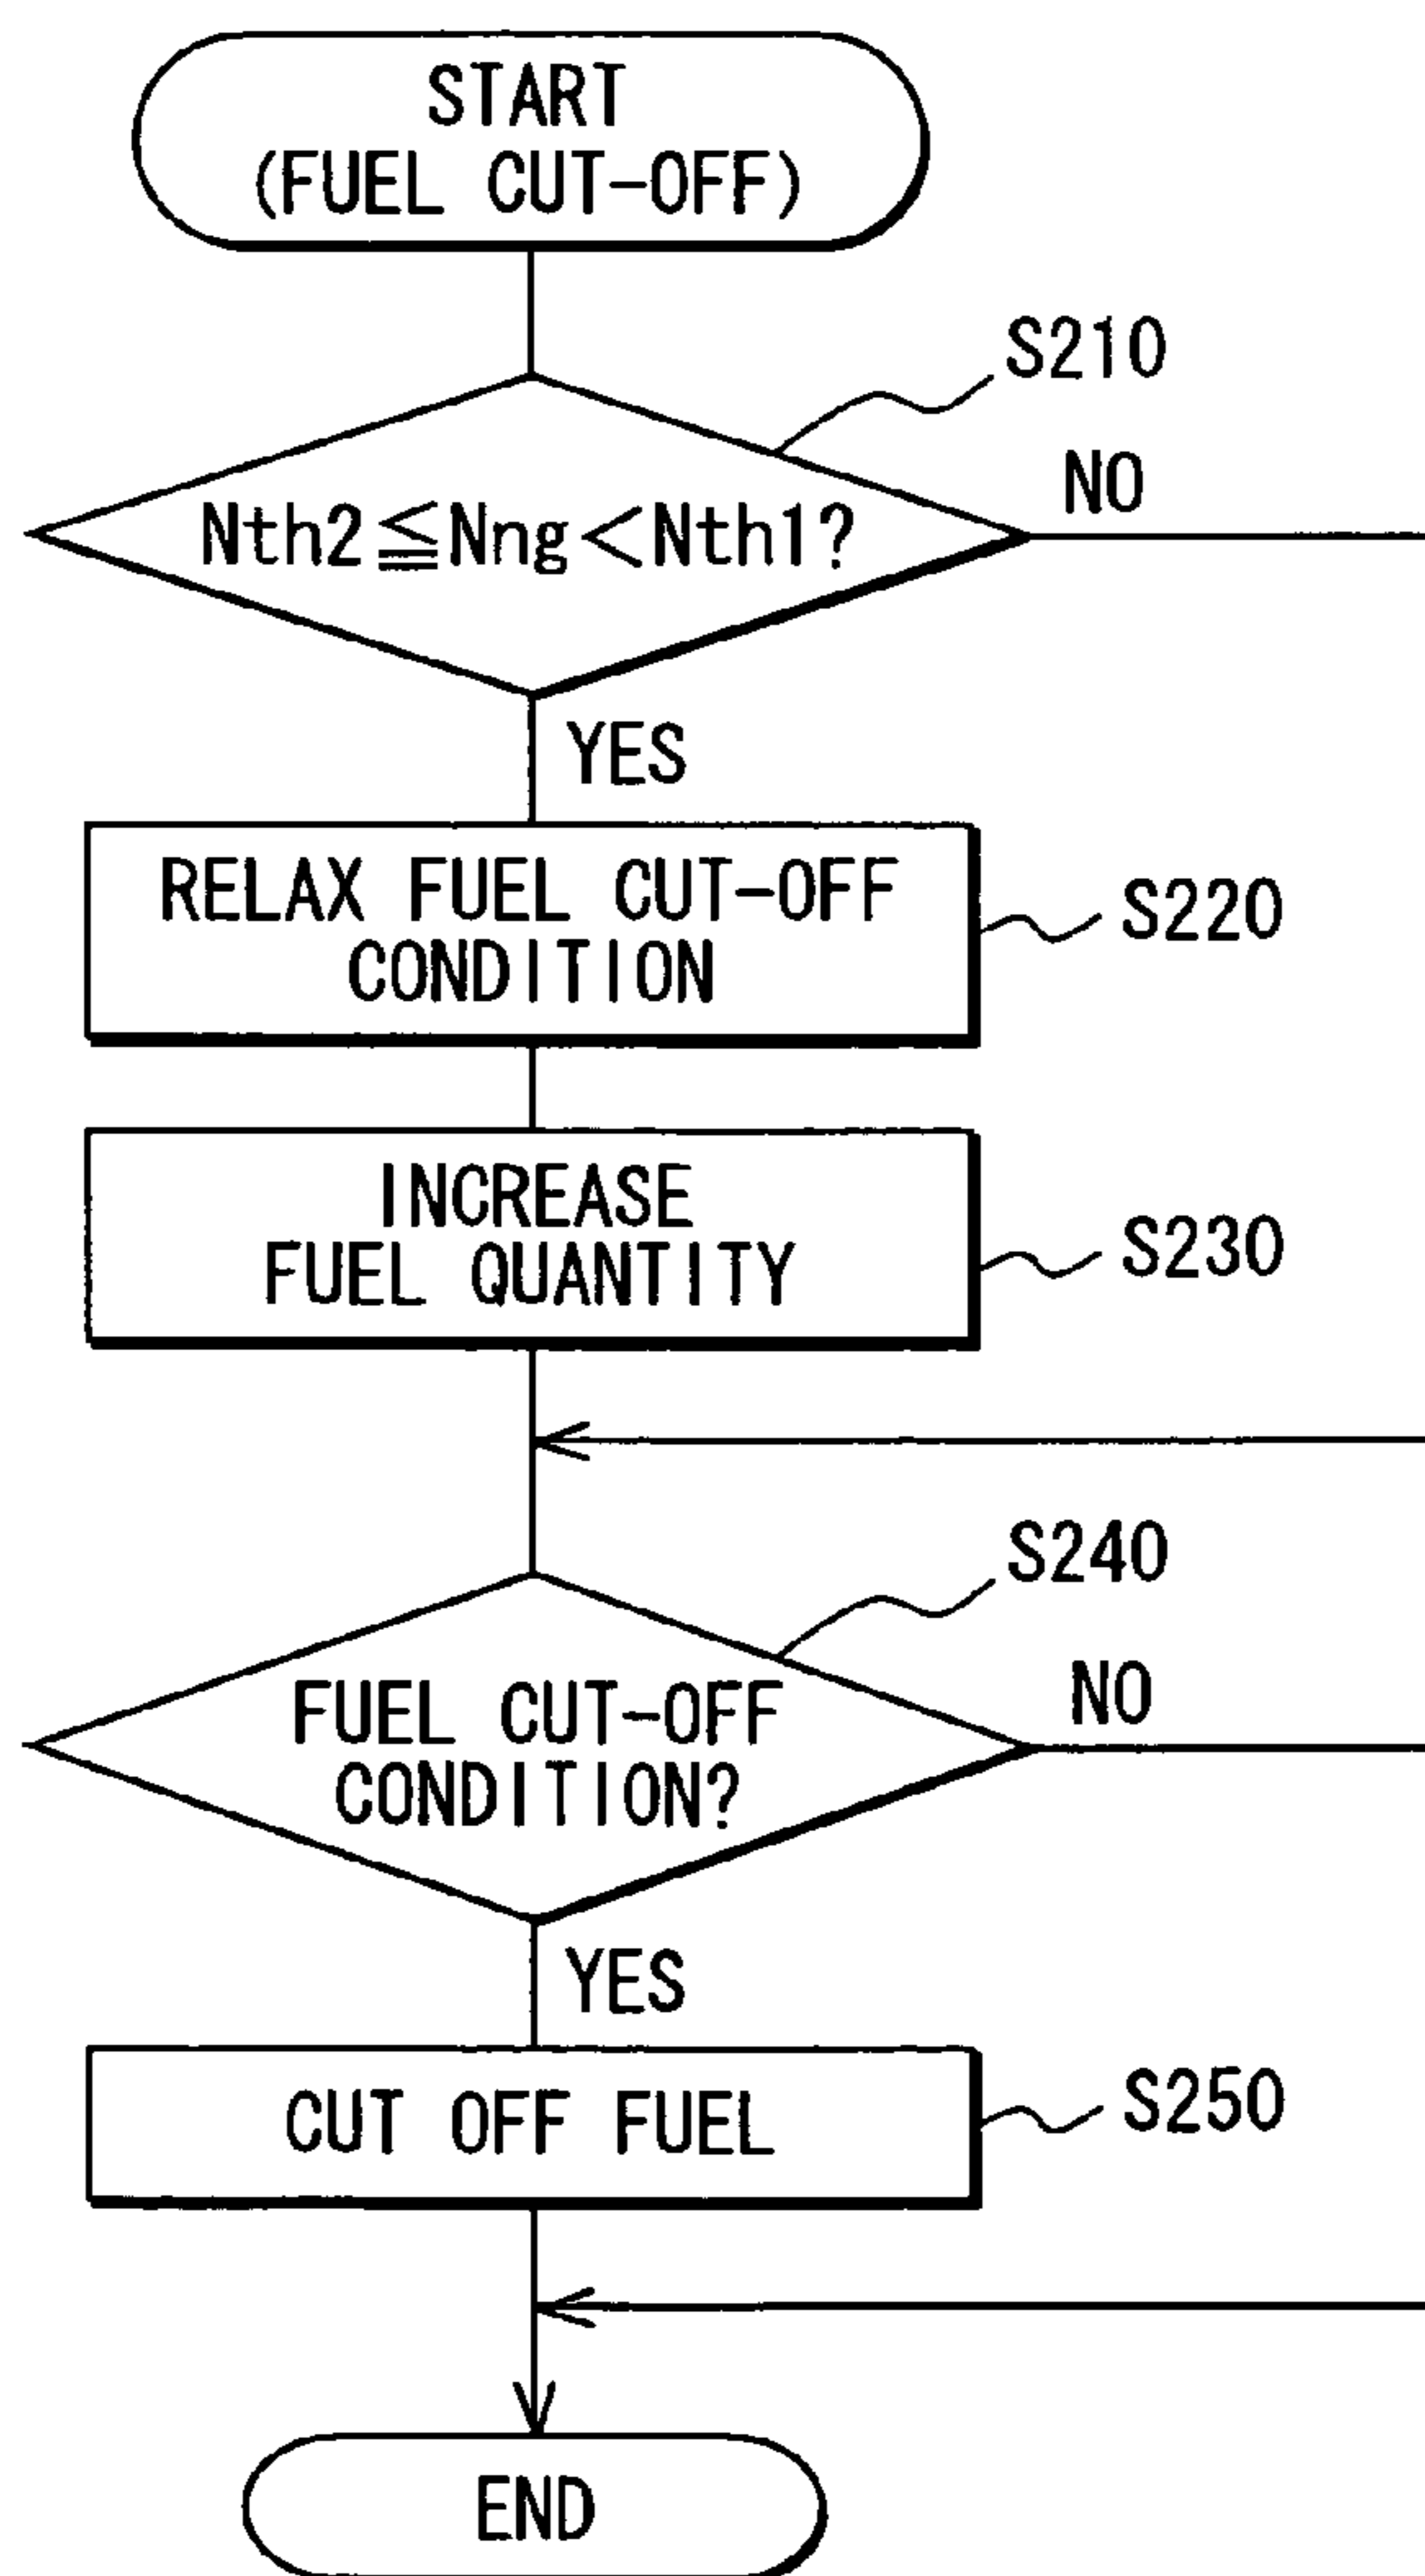 START
(FUEL CUT-OFF)
S210
NO
Nth2≦Nng<Nth1?
YES
RELAX FUEL CUT-OFF
CONDITION
S220
INCREASE
FUEL QUANTITY
S230
S240
NO
FUEL CUT-OFF
CONDITION?
YES
CUT OFF FUEL
S250
END